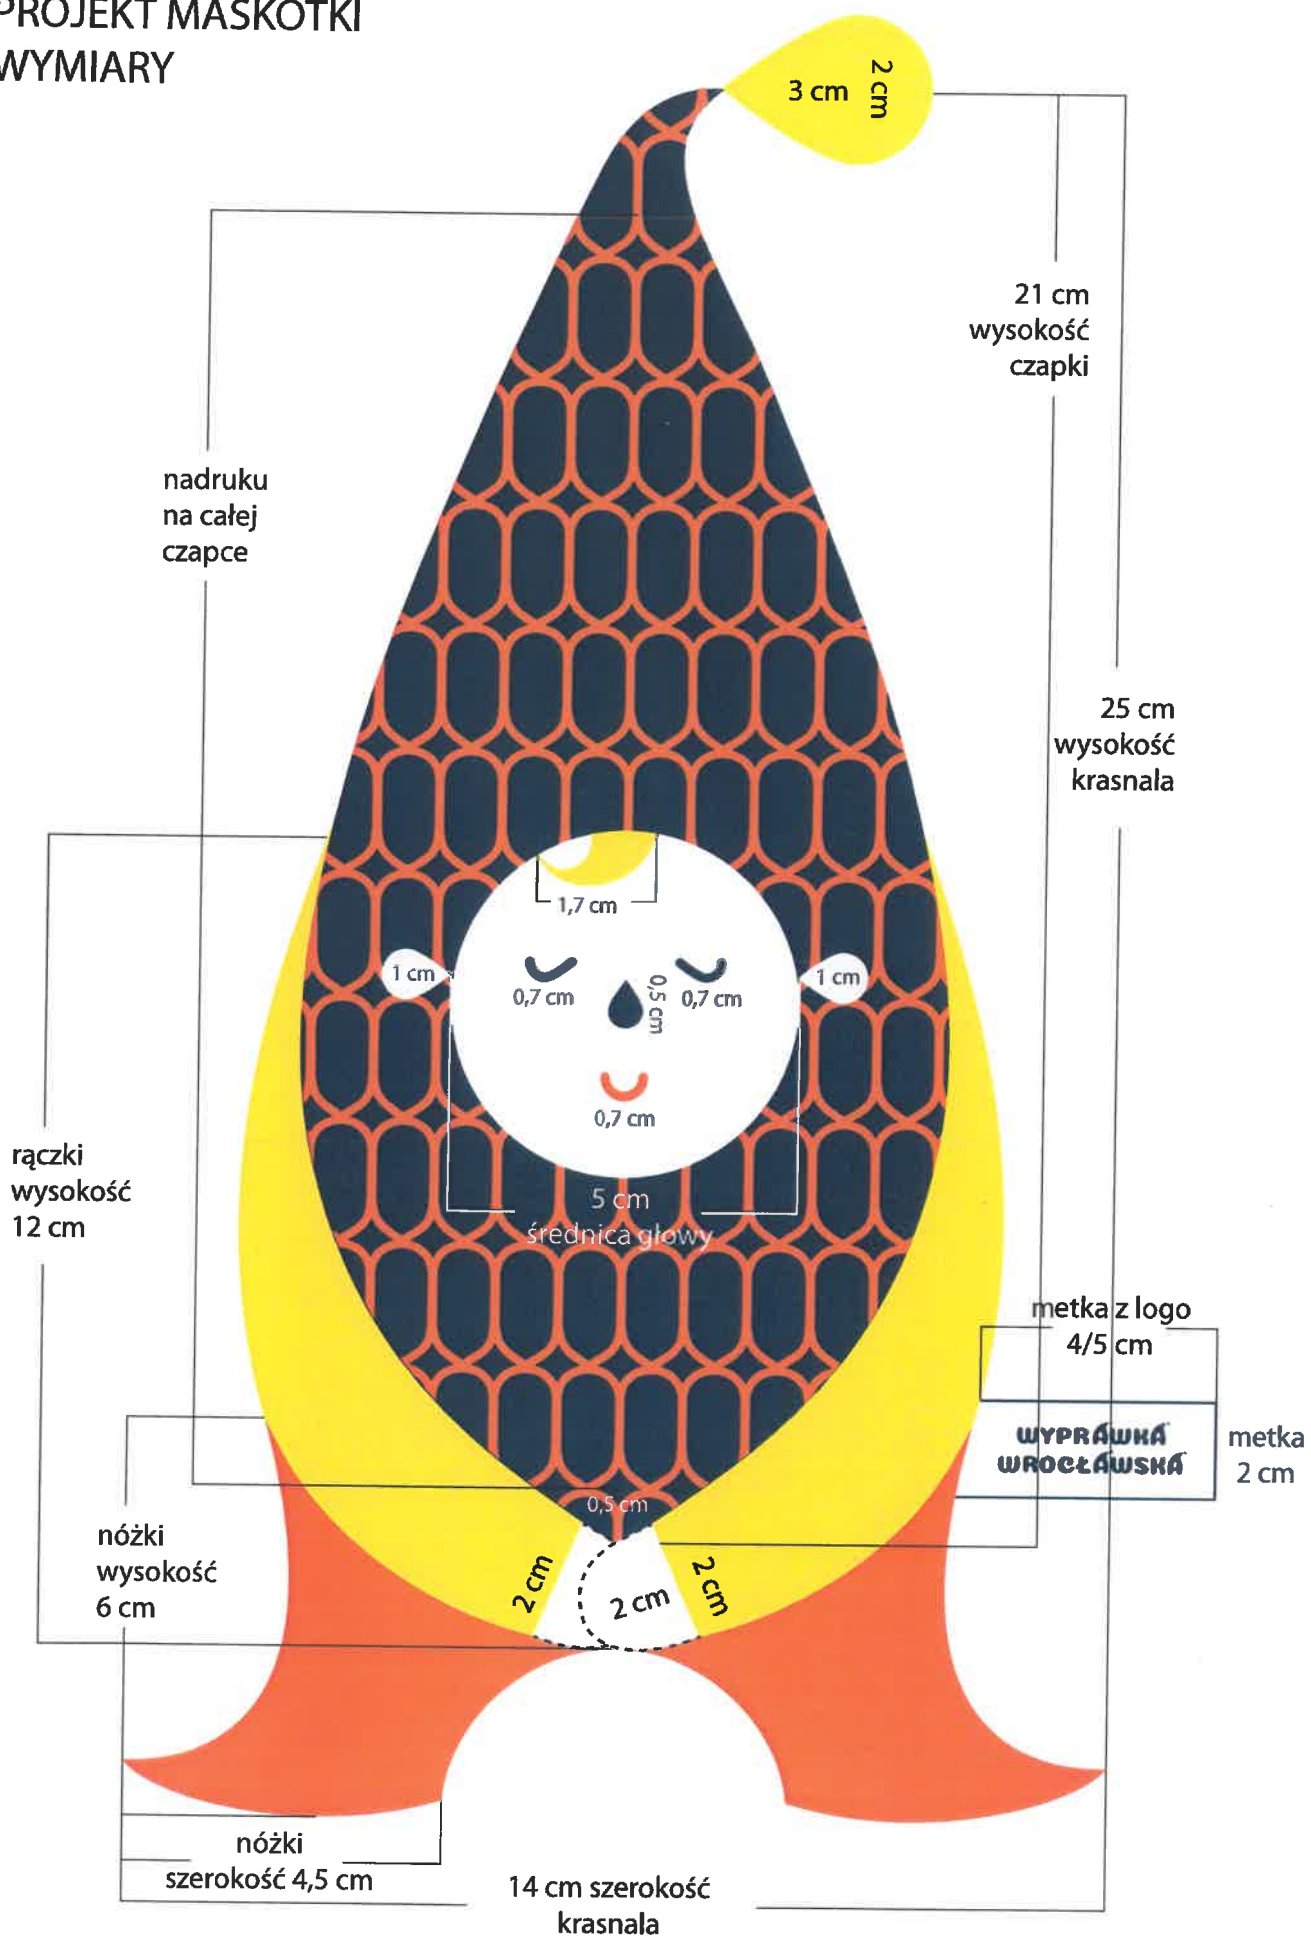 PROJEKT MASKOTKI
WYMIARY
3 cm
2 cm
21 cm
wysokość
czapki
nadruku
na całej
czapce
25 cm
wysokość
krasnala
1,7 cm
1 cm
0,7 cm
0,5 cm
0,7 cm
1 cm
0,7 cm
rączki
wysokość
12 cm
5 cm
średnica głowy
metka z logo
4/5 cm
WYPRAWKA
WROCŁAWSKA
metka
2 cm
0,5 cm
nóżki
wysokość
6 cm
2 cm
2 cm
2 cm
nóżki
szerokość 4,5 cm
14 cm szerokość
krasnala